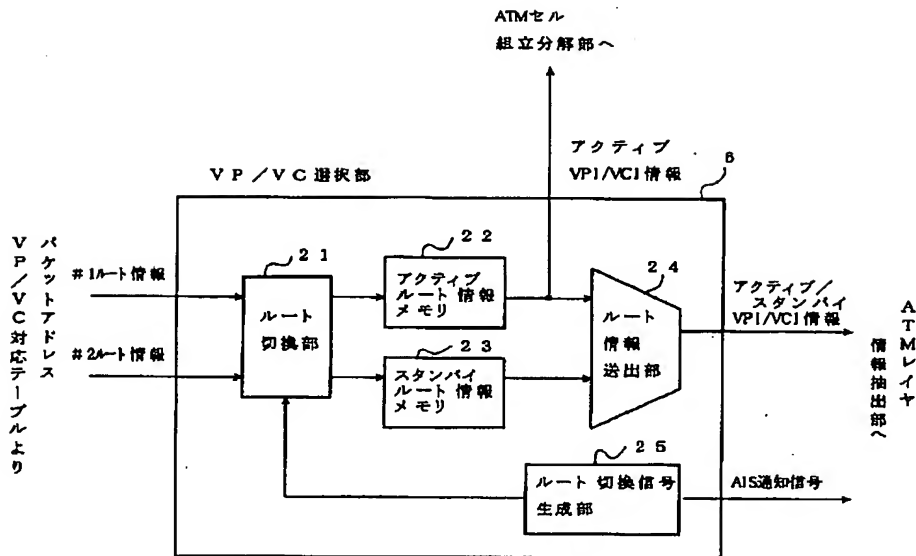 ATMセル
組立分解部へ
アクティブ
VPI/VCI情報
6
VP/VC選択部
パケットアドレス
VP/VC対応テーブルより
#1ルート情報
#2ルート情報
21
ルート
切換部
22
アクティブ
ルート情報
メモリ
23
スタンバイ
ルート情報
メモリ
24
ルート
情報
送出部
アクティブ/
スタンバイ
VPI/VCI情報
ATMレイヤ
情報抽出部へ
25
ルート切換信号
生成部
AIS通知信号